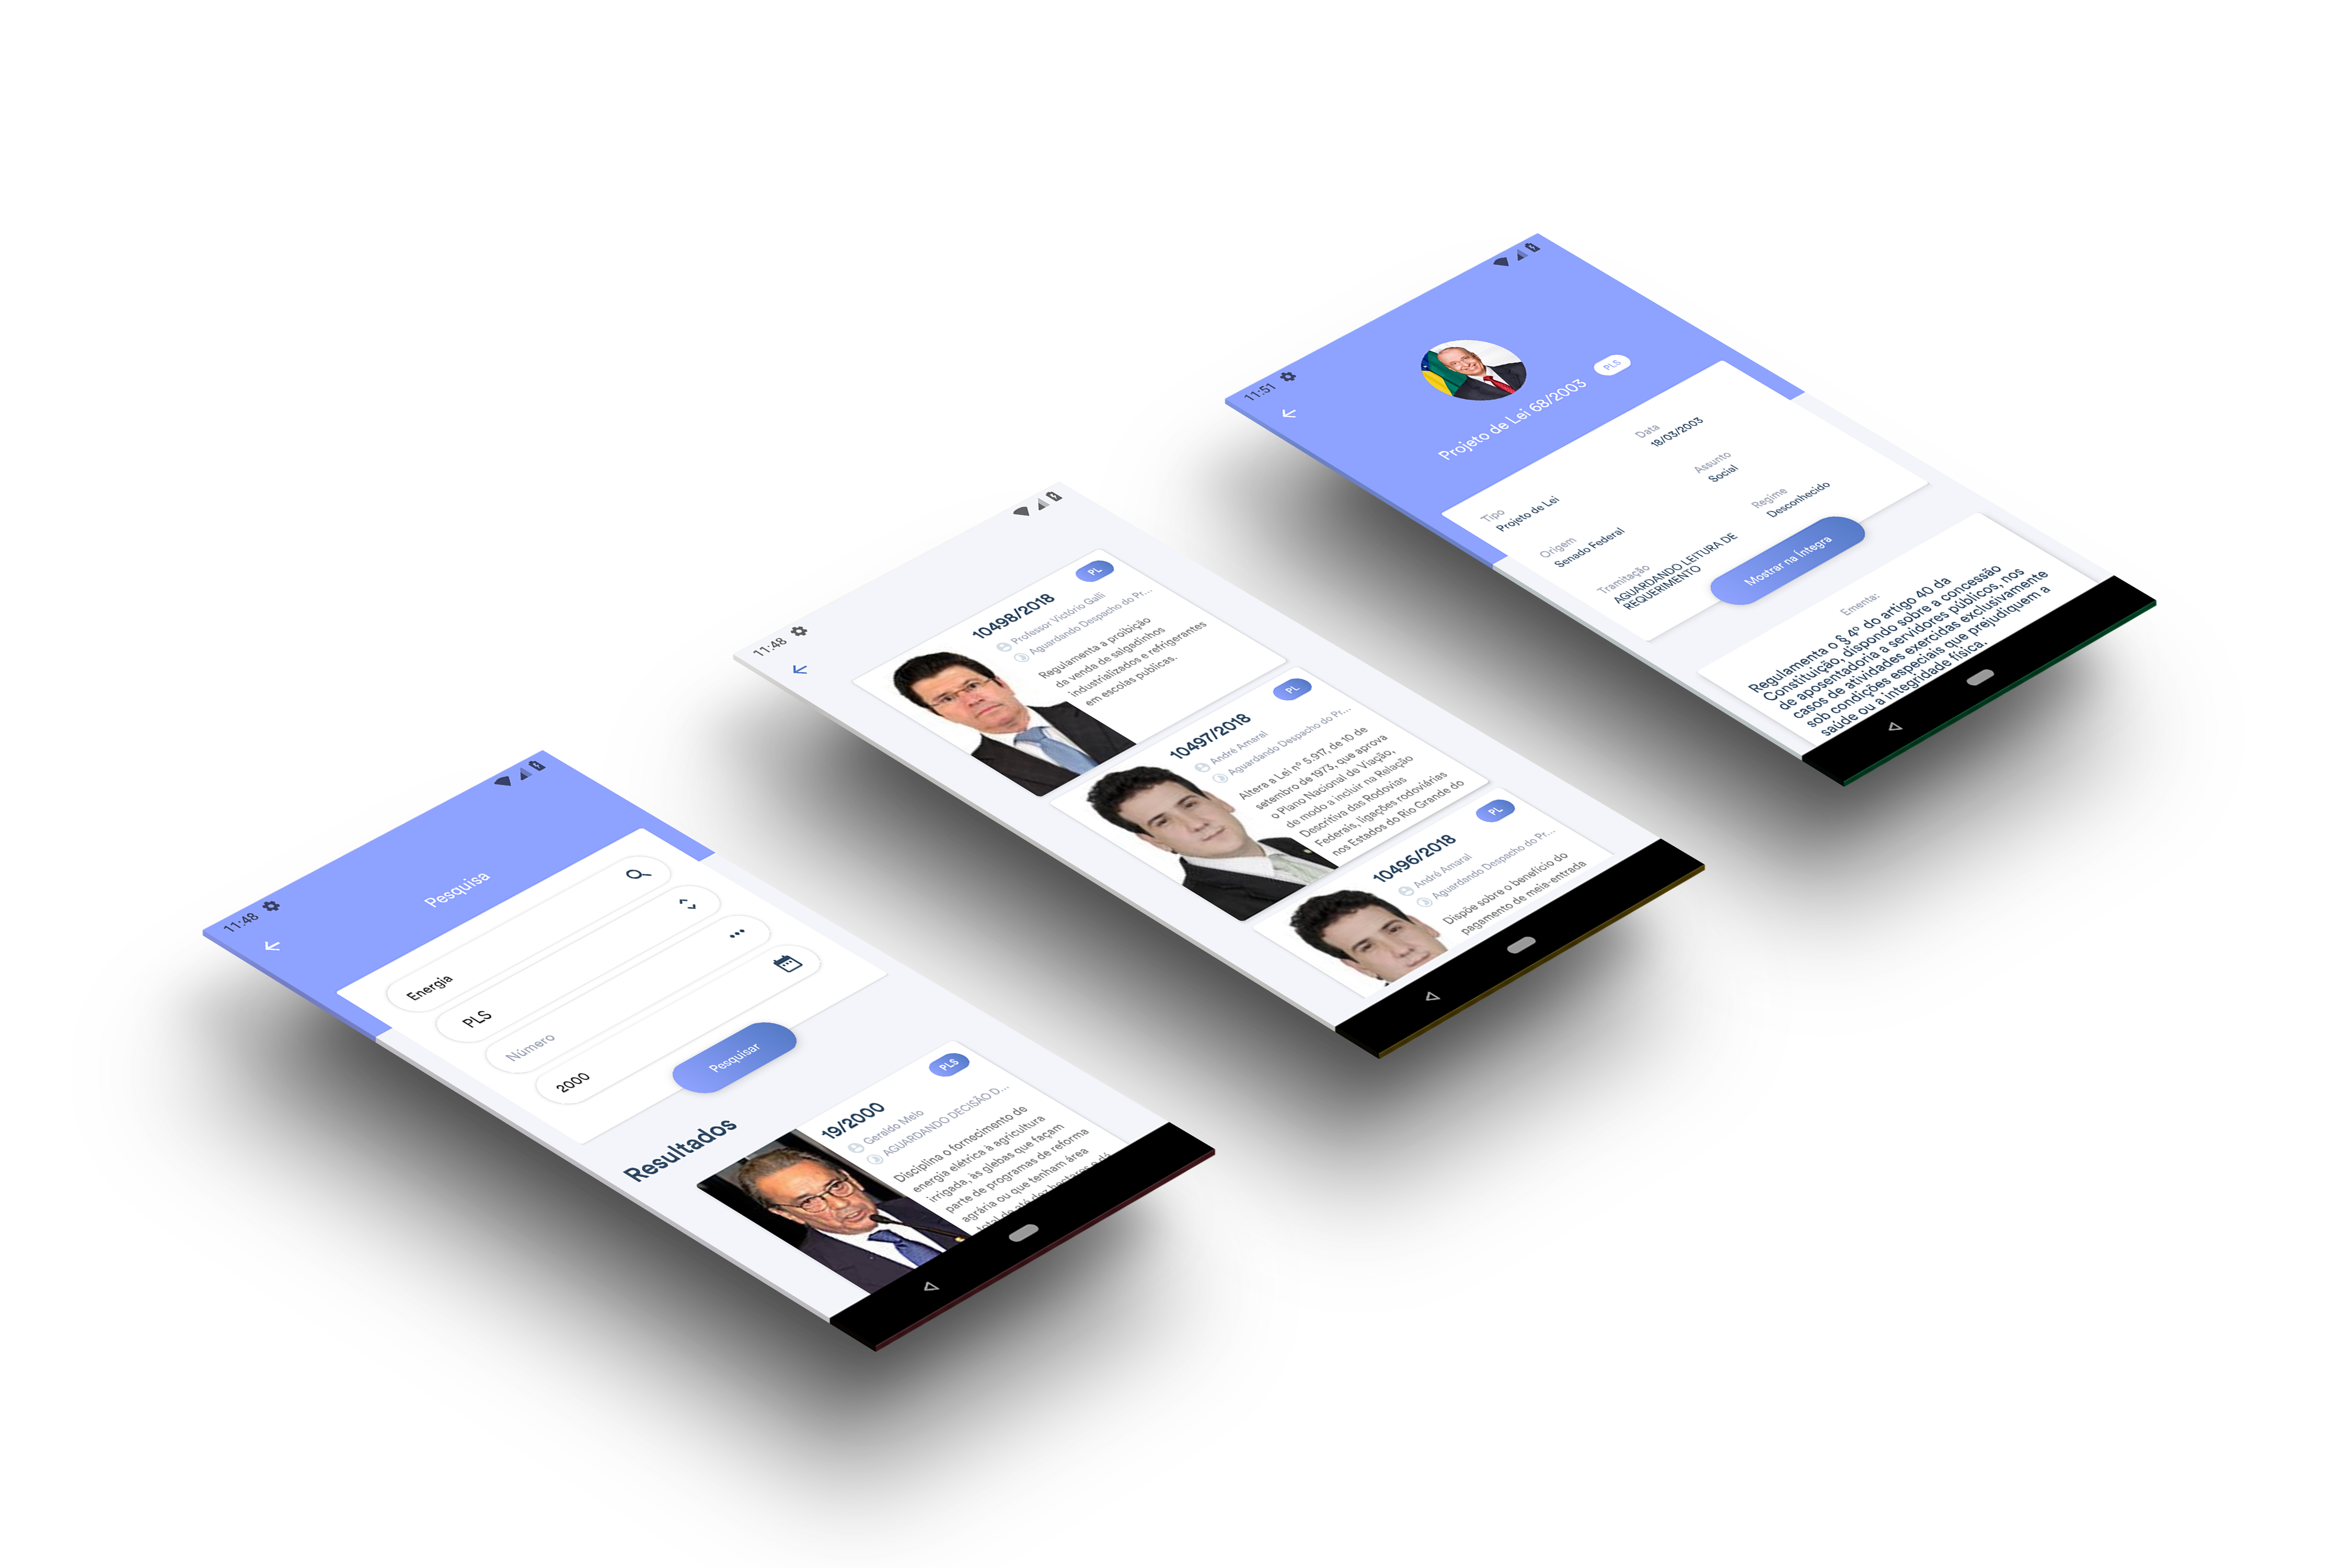 11:48
Pesquisa
Energia
PLS
Número
2000
Pesquisar
Resultados
PLS
19/2000
Geraldo Melo
AGUARDANDO DECISÃO D...
Disciplina o fornecimento de
energia elétrica à agricultura
irrigada, às glebas que façam
parte de programas de reforma
agrária ou que tenham área
11:48
PL
10498/2018
Professor Victório Galli
Aguardando Despacho do Pr...
Regulamenta a proibição
da venda de salgadinhos
industrializados e refrigerantes
em escolas publicas.
PL
10497/2018
André Amaral
Aguardando Despacho do Pr...
Altera a Lei nº 5.917, de 10 de
setembro de 1973, que aprova
o Plano Nacional de Viação,
de modo a incluir na Relação
Descritiva das Rodovias
Federais, ligações rodoviárias
nos Estados do Rio Grande do
PL
10496/2018
André Amaral
Aguardando Despacho do Pr...
Dispõe sobre o benefício do
pagamento de meia-entrada
11:51
Projeto de Lei 68/2003
PLS
Tipo
Projeto de Lei
Data
18/03/2003
Origem
Senado Federal
Assunto
Social
Tramitação
AGUARDANDO LEITURA DE
REQUERIMENTO
Regime
Desconhecido
Mostrar na Íntegra
Ementa:
Regulamenta o § 4º do artigo 40 da
Constituição, dispondo sobre a concessão
de aposentadoria a servidores públicos, nos
casos de atividades exercidas exclusivamente
sob condições especiais que prejudiquem a
saúde ou a integridade física.